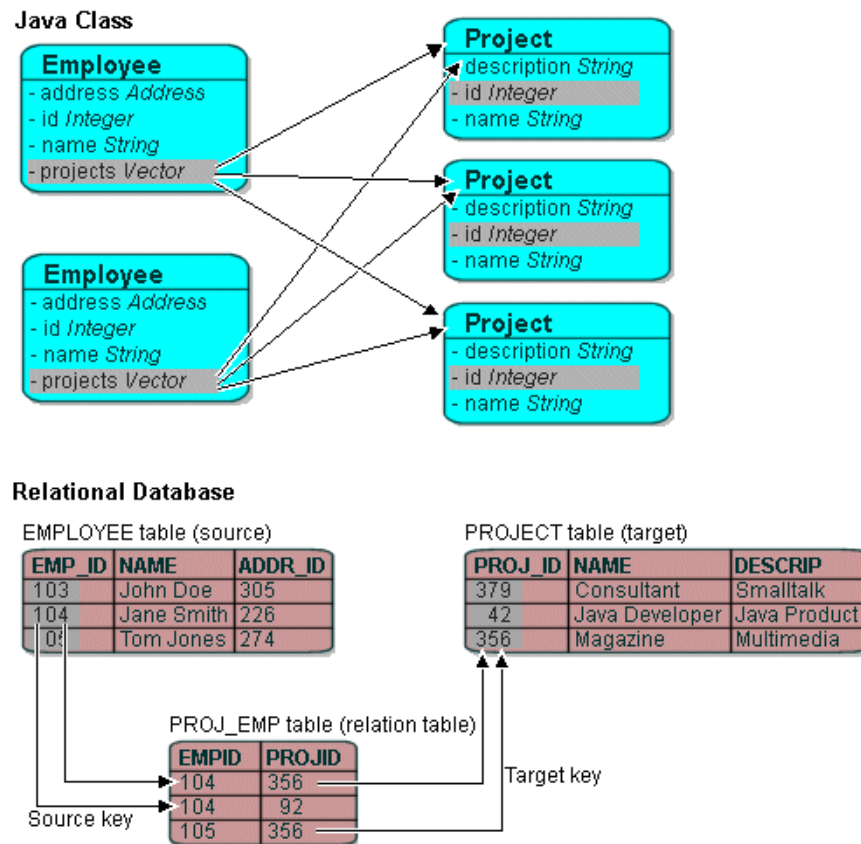 Java Class
Employee
- address Address
- id Integer
- name String
- projects Vector
Project
- description String
- id Integer
- name String
Project
- description String
- id Integer
- name String
Employee
- address Address
- id Integer
- name String
- projects Vector
Project
- description String
- id Integer
- name String
Relational Database
EMPLOYEE table (source)
EMP_ID NAME ADDR_ID
103 John Doe 305
104 Jane Smith 226
05 Tom Jones 274
PROJECT table (target)
PROJ_ID NAME DESCRIP
379 Consultant Smalltalk
42 Java Developer Java Product
356 Magazine Multimedia
PROJ_EMP table (relation table)
EMPID PROJID
104 356
104 92
105 356
Source key
Target key